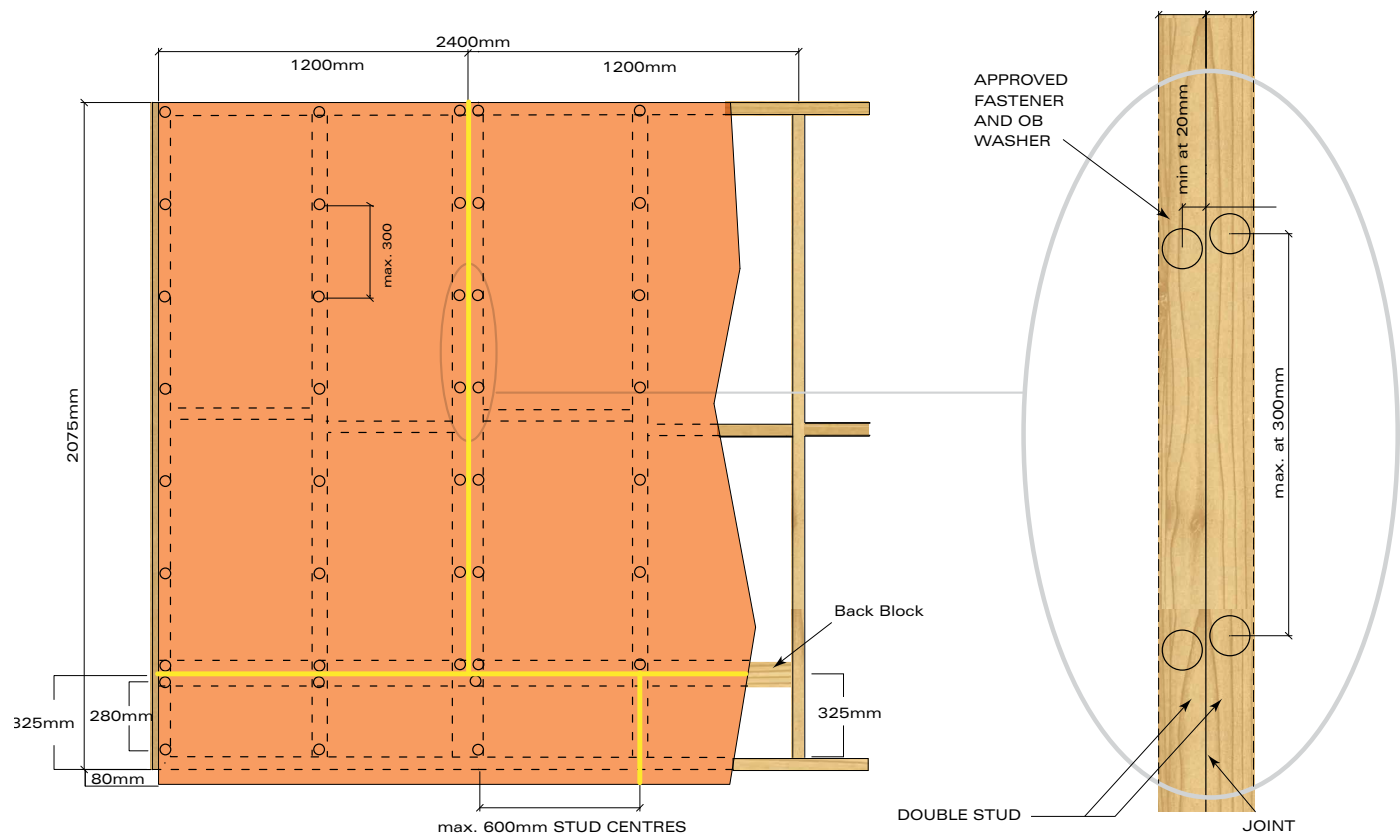 2400mm
1200mm
1200mm
APPROVED
FASTENER
AND OB
WASHER
min at 20mm
max. 300
2075mm
max. at 300mm
Back Block
325mm
280mm
325mm
80mm
max. 600mm STUD CENTRES
DOUBLE STUD
JOINT